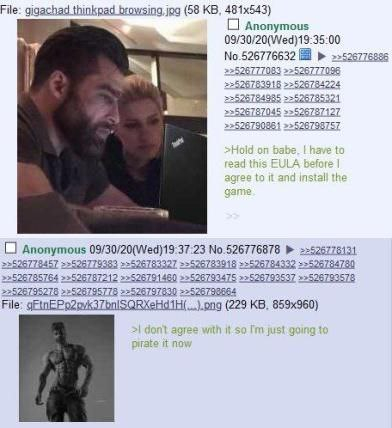 File: gigachad thinkpad browsing.jpg (58 KB, 481x543)
Anonymous
09/30/20(Wed)19:35:00
No.526776632 ▶ >>526776886
>>526777083 >>526777096
>>526783918 >>526784224
>>526784985 >>526785321
>>526787045 >>526787127
>>526790861 >>526798757
>Hold on babe, I have to
read this EULA before I
agree to it and install the
game.
>>
ThinkPad
Anonymous 09/30/20(Wed)19:37:23 No.526776878 ▶ >>526778131
>>526778457 >>526779383 >>526783327 >>526783918 >>526784332 >>526784780
>>526785764 >>526787212 >>526791460 >>526793475 >>526793537 >>526793578
>>526795278 >>526795778 >>526797830 >>526798664
File: qFtnEPp2pvk37bnlSQRXeHd1H(...).png (229 KB, 859x960)
>I don't agree with it so I'm just going to
pirate it now